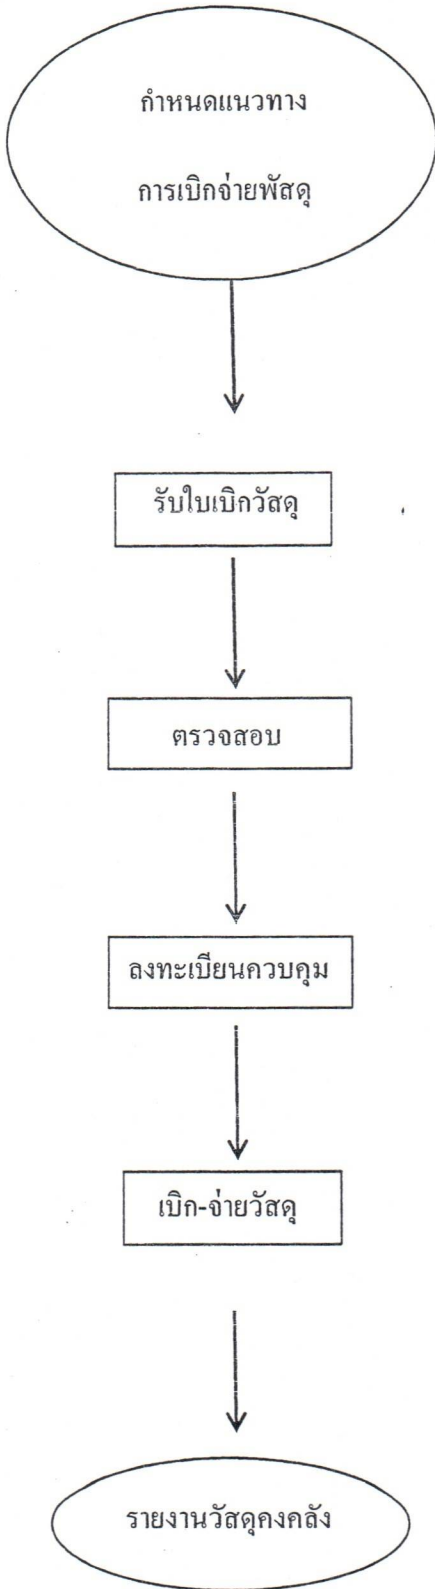 กำหนดแนวทาง
การเบิกจ่ายพัสดุ
รับใบเบิกวัสดุ
ตรวจสอบ
ลงทะเบียนควบคุม
เบิก-จ่ายวัสดุ
รายงานวัสดุคงคลัง